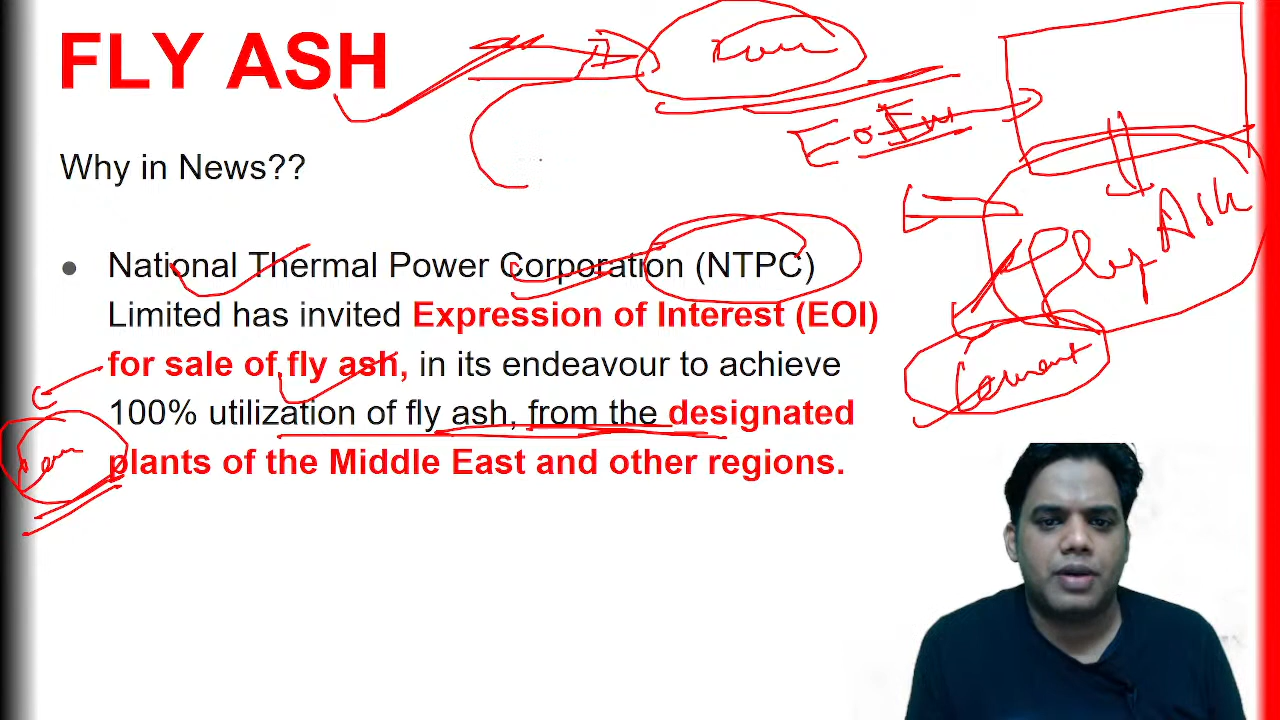 FLY ASH
Why in News??
● National Thermal Power Corporation (NTPC)
Limited has invited Expression of Interest (EOI)
for sale of fly ash, in its endeavour to achieve
100% utilization of fly ash, from the designated
plants of the Middle East and other regions.
Fly Ash
Cement